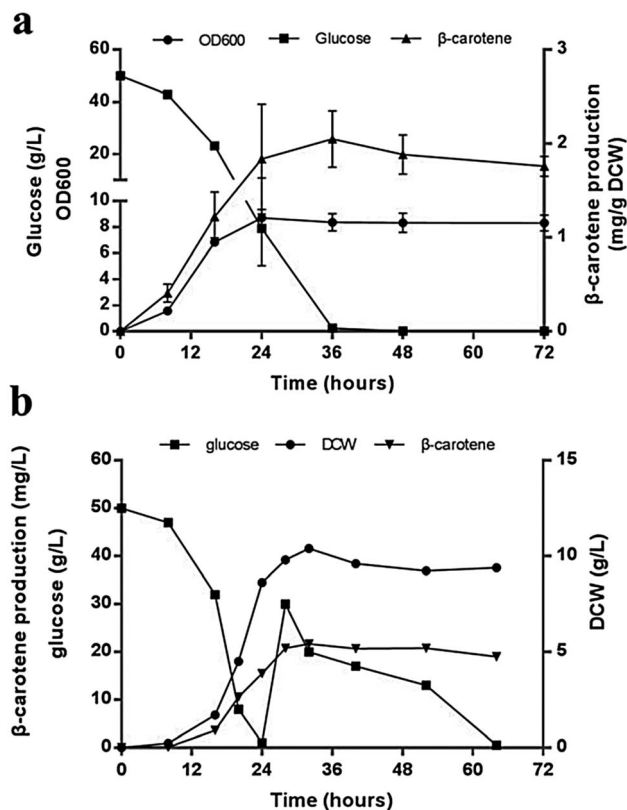 a
OD600 Glucose β-carotene
60
40
20
10
8
6
4
2
0
3
2
1
0
Glucose (g/L)
OD600
β-carotene production
(mg/g DCW)
0 12 24 36 48 60 72
Time (hours)
b
glucose DCW β-carotene
60
50
40
30
20
10
0
15
10
5
0
β-carotene production (mg/L)
glucose (g/L)
DCW (g/L)
0 12 24 36 48 60 72
Time (hours)